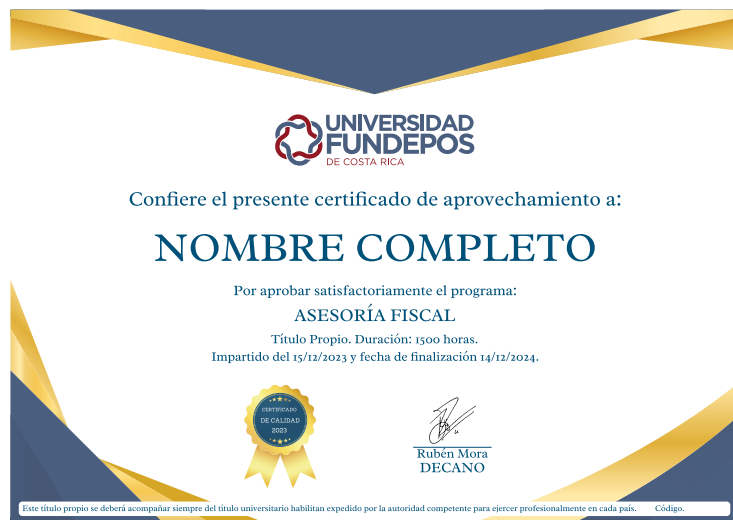 UNIVERSIDAD
FUNDEPOS
DE COSTA RICA
Confiere el presente certificado de aprovechamiento a:
NOMBRE COMPLETO
Por aprobar satisfactoriamente el programa:
ASESORÍA FISCAL
Título Propio. Duración: 1500 horas.
Impartido del 15/12/2023 y fecha de finalización 14/12/2024.
CERTIFICADO
DE CALIDAD
2023
Rubén Mora
DECANO
Este título propio se deberá acompañar siempre del título universitario habilitan expedido por la autoridad competente para ejercer profesionalmente en cada país. Código.